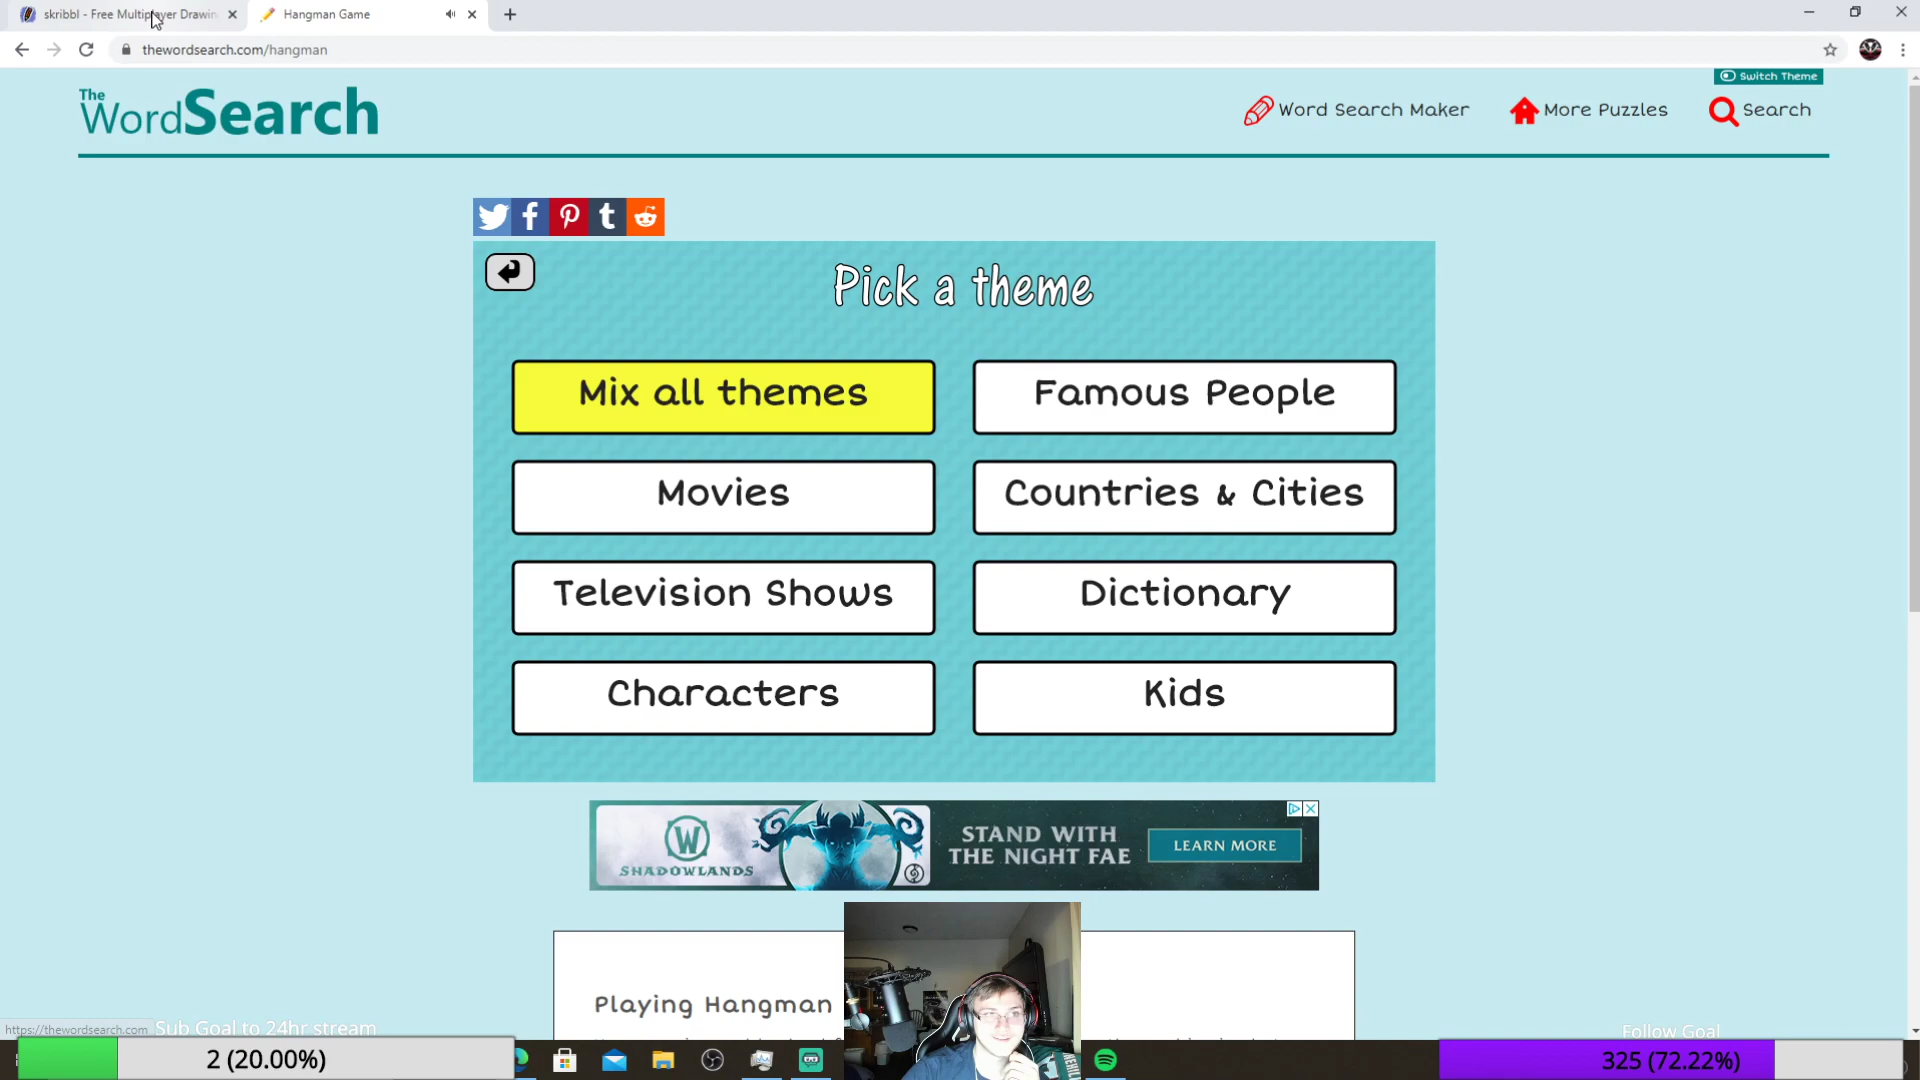 skribbl - Free Multiplayer Drawin
Hangman Game
thewordsearch.com/hangman
Switch Theme
The
WordSearch
Word Search Maker
More Puzzles
Search
Pick a theme
Mix all themes
Famous People
Movies
Countries & Cities
Television Shows
Dictionary
Characters
Kids
SHADOWLANDS
STAND WITH
THE NIGHT FAE
LEARN MORE
Playing Hangman
https://thewordsearch.com
Sub Goal to 24hr stream
Follow Goal
2 (20.00%)
325 (72.22%)